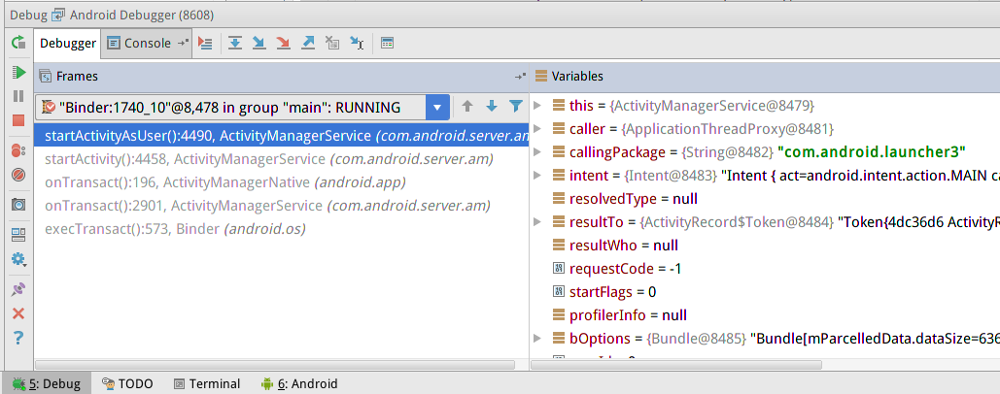 Debug Android Debugger (8608)
Debugger Console
Frames
Variables
"Binder:1740_10"@8,478 in group "main": RUNNING
startActivityAsUser():4490, ActivityManagerService (com.android.server.am
startActivity():4458, ActivityManagerService (com.android.server.am)
onTransact():196, ActivityManagerNative (android.app)
onTransact():2901, ActivityManagerService (com.android.server.am)
execTransact():573, Binder (android.os)
this = {ActivityManagerService@8479}
caller = {ApplicationThreadProxy@8481}
callingPackage = {String@8482} "com.android.launcher3"
intent = {Intent@8483} "Intent { act=android.intent.action.MAIN ca
resolvedType = null
resultTo = {ActivityRecord$Token@8484} "Token{4dc36d6 ActivityR
resultWho = null
requestCode = -1
startFlags = 0
profilerInfo = null
bOptions = {Bundle@8485} "Bundle[mParcelledData.dataSize=636
5: Debug TODO Terminal 6: Android